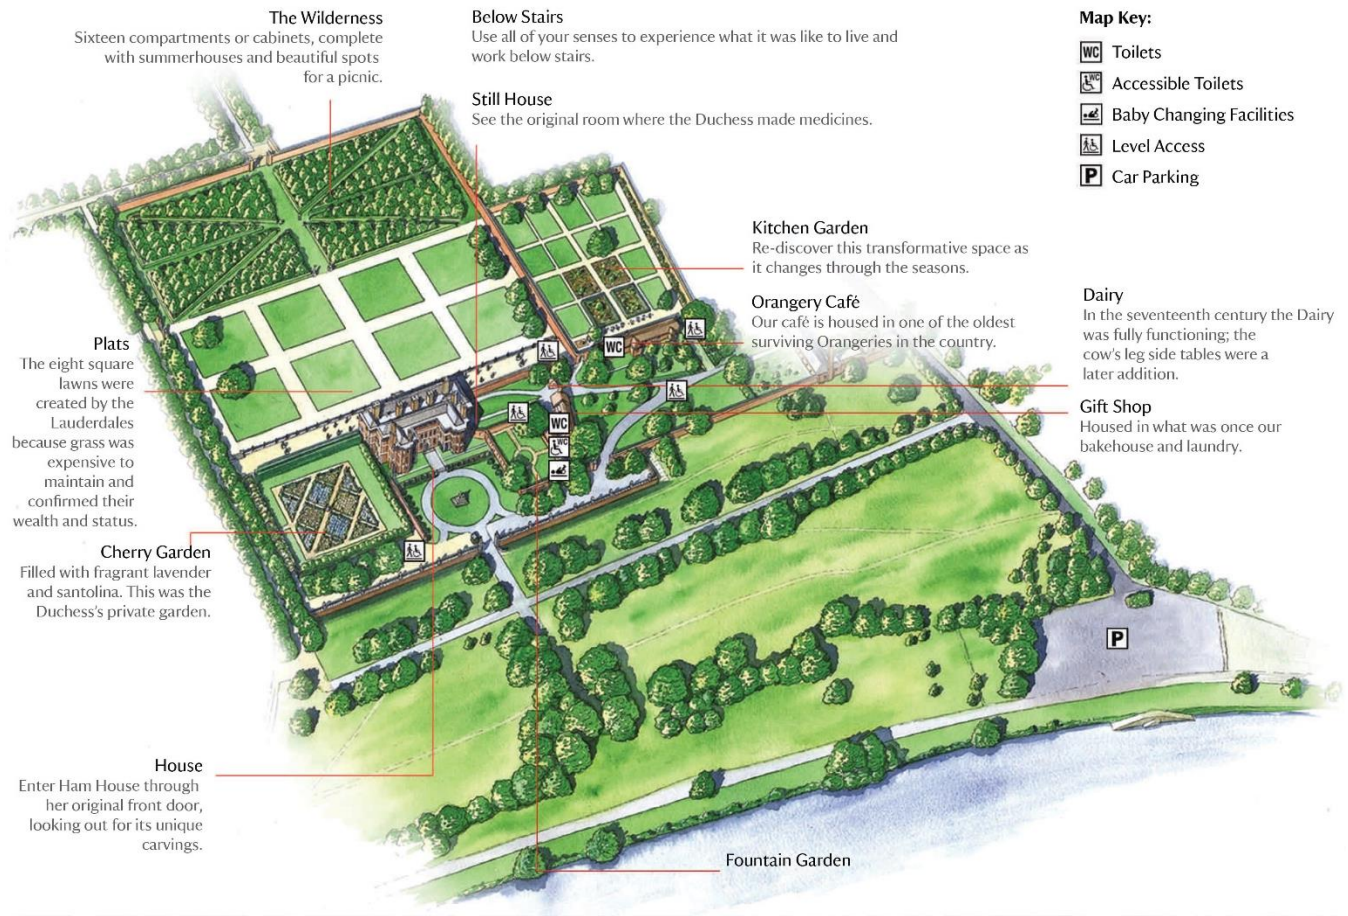 The Wilderness
Sixteen compartments or cabinets, complete
with summerhouses and beautiful spots
for a picnic.
Below Stairs
Use all of your senses to experience what it was like to live and
work below stairs.
Still House
See the original room where the Duchess made medicines.
Map Key:
WC Toilets
WC Accessible Toilets
Baby Changing Facilities
Level Access
P Car Parking
Kitchen Garden
Re-discover this transformative space as
it changes through the seasons.
Orangery Café
Our café is housed in one of the oldest
surviving Orangeries in the country.
Dairy
In the seventeenth century the Dairy
was fully functioning; the
cow's leg side tables were a
later addition.
Gift Shop
Housed in what was once our
bakehouse and laundry.
Plats
The eight square
lawns were
created by the
Lauderdales
because grass was
expensive to
maintain and
confirmed their
wealth and status.
WC
WC
WC
Cherry Garden
Filled with fragrant lavender
and santolina. This was the
Duchess's private garden.
P
House
Enter Ham House through
her original front door,
looking out for its unique
carvings.
Fountain Garden